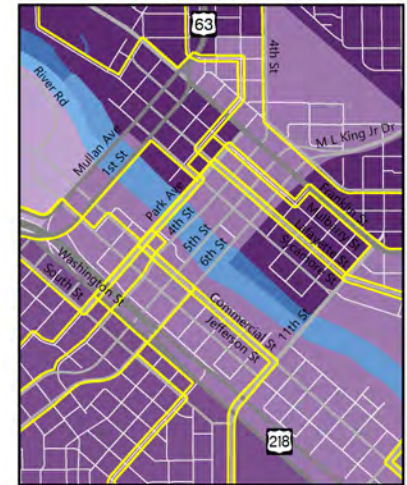 63
4th St
River Rd
M L King Jr Dr
Mullan Ave
1st St
Park Ave
4th St
5th St
6th St
Franklin St
Mulberry St
Lafayette St
Sycamore St
Washington St
South St
Commercial St
Jefferson St
11th St
218